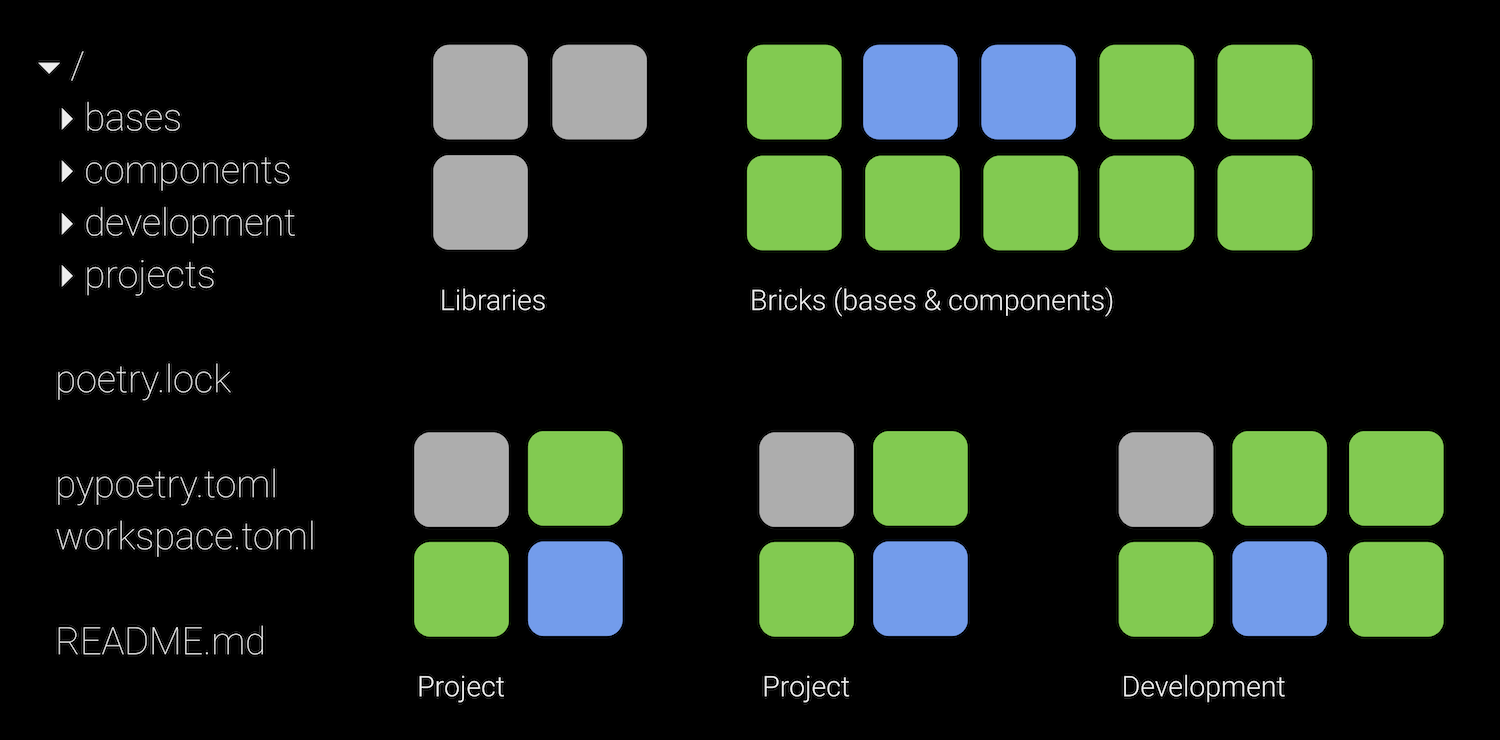 /
bases
components
development
projects
poetry.lock
pypoetry.toml
workspace.toml
README.md
Libraries
Bricks (bases & components)
Project
Project
Development